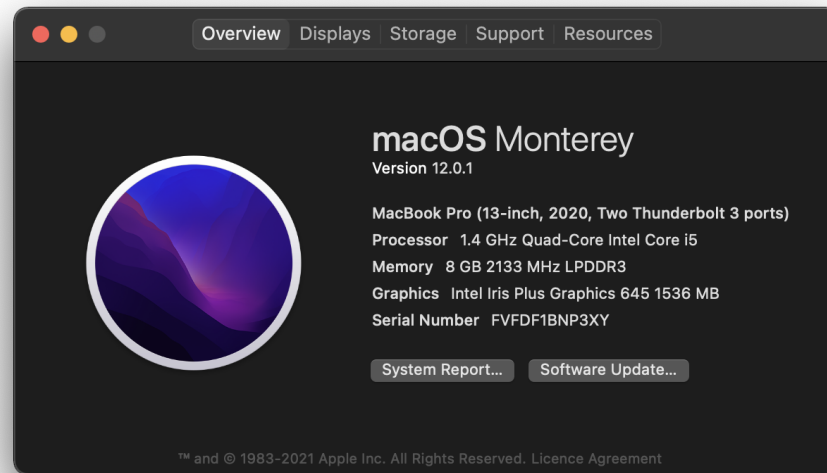 Overview Displays Storage Support Resources
macOS Monterey
Version 12.0.1
MacBook Pro (13-inch, 2020, Two Thunderbolt 3 ports)
Processor 1.4 GHz Quad-Core Intel Core i5
Memory 8 GB 2133 MHz LPDDR3
Graphics Intel Iris Plus Graphics 645 1536 MB
Serial Number FVFDF1BNP3XY
System Report... Software Update...
™ and © 1983-2021 Apple Inc. All Rights Reserved. Licence Agreement